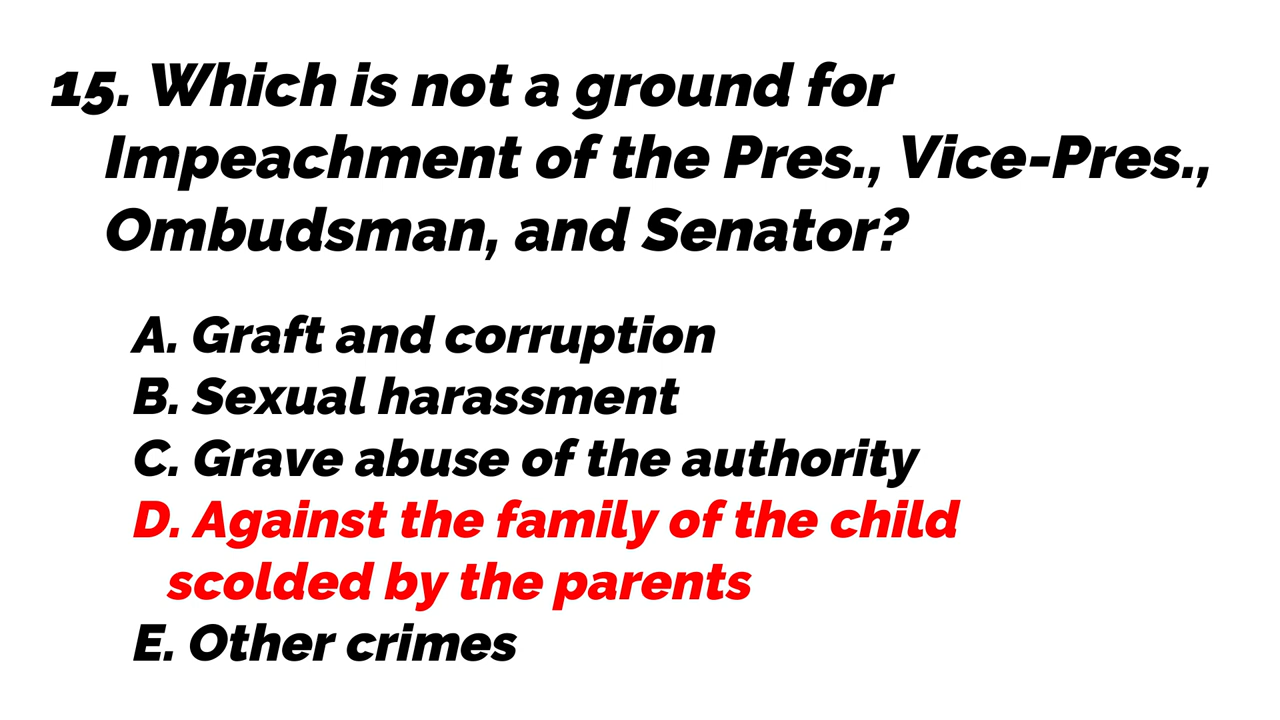 15. Which is not a ground for
Impeachment of the Pres., Vice-Pres.,
Ombudsman, and Senator?
A. Graft and corruption
B. Sexual harassment
C. Grave abuse of the authority
D. Against the family of the child
scolded by the parents
E. Other crimes